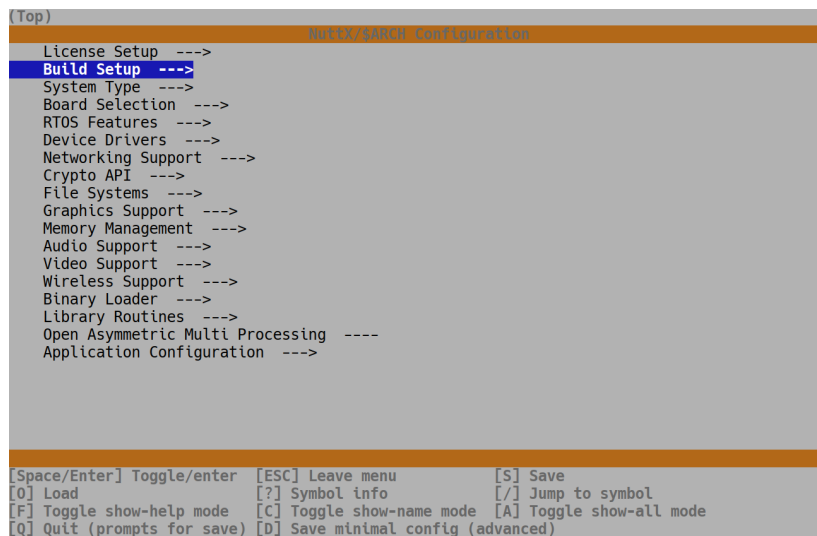 (Top)
NuttX/$ARCH Configuration
License Setup  --->
Build Setup  --->
System Type  --->
Board Selection  --->
RTOS Features  --->
Device Drivers  --->
Networking Support  --->
Crypto API  --->
File Systems  --->
Graphics Support  --->
Memory Management  --->
Audio Support  --->
Video Support  --->
Wireless Support  --->
Binary Loader  --->
Library Routines  --->
Open Asymmetric Multi Processing  ----
Application Configuration  --->
[Space/Enter] Toggle/enter  [ESC] Leave menu  [S] Save
[O] Load  [?] Symbol info  [/] Jump to symbol
[F] Toggle show-help mode  [C] Toggle show-name mode  [A] Toggle show-all mode
[Q] Quit (prompts for save)  [D] Save minimal config (advanced)